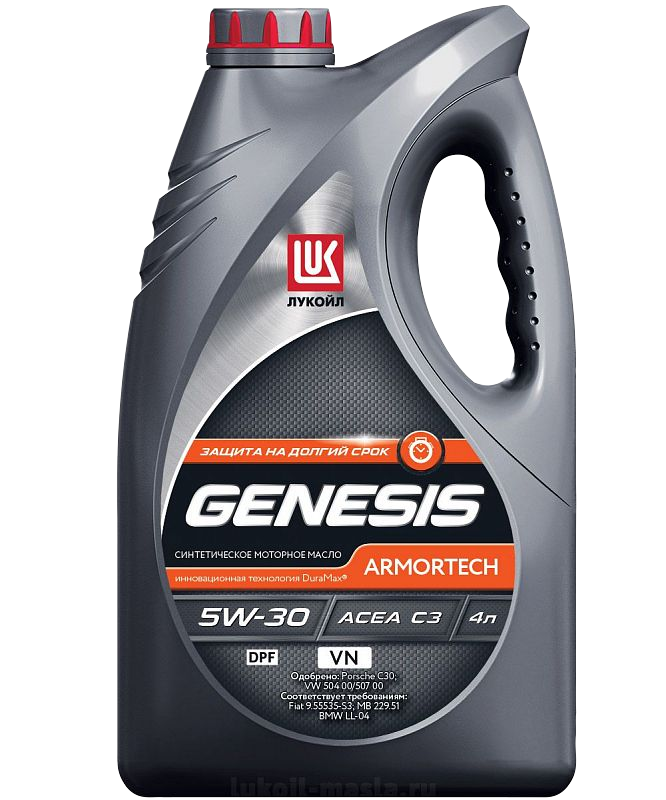 LUK
ЛУКОЙЛ
ЗАЩИТА НА ДОЛГИЙ СРОК
GENESIS
СИНТЕТИЧЕСКОЕ МОТОРНОЕ МАСЛО
ARMORTECH
инновационная технология DuraMax®
5W-30 ACEA C3 4л
DPF VN
Одобрено: Porsche C30;
VW 504 00/507 00
Соответствует требованиям:
Fiat 9.55535-S3; MB 229.51
BMW LL-04
lukoil-masla.ru